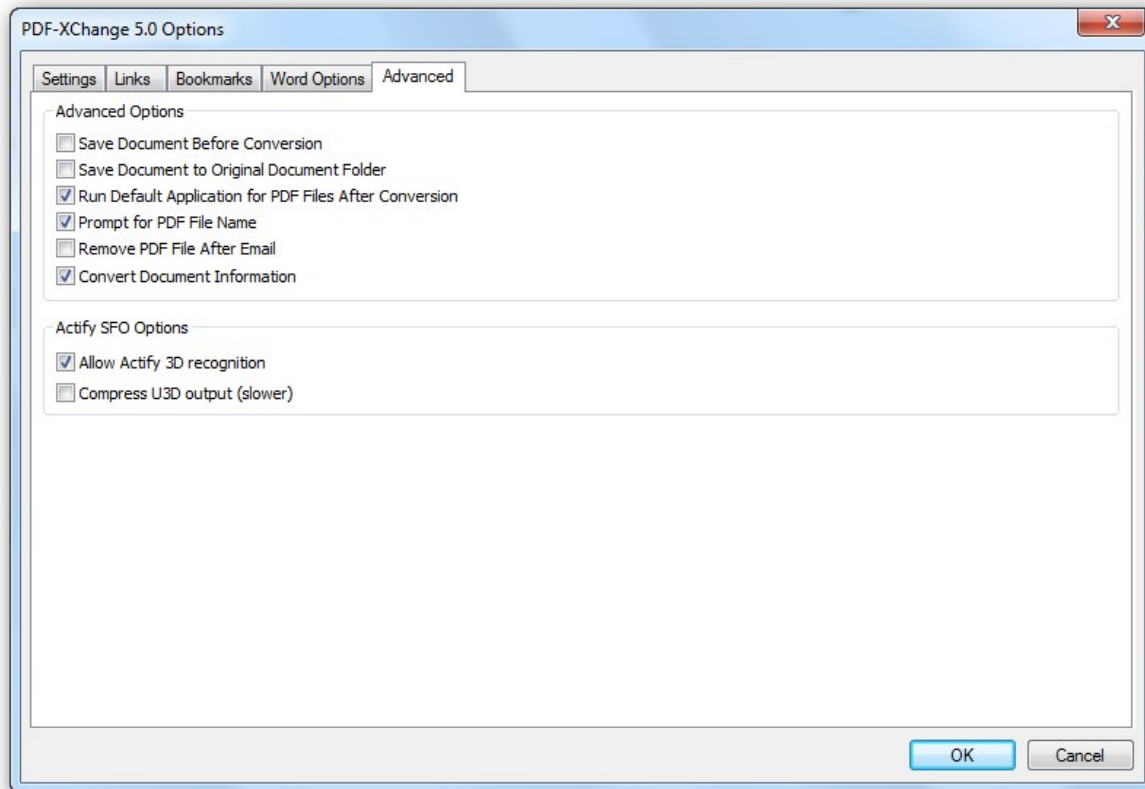 PDF-XChange 5.0 Options
Settings Links Bookmarks Word Options Advanced
Advanced Options
Save Document Before Conversion
Save Document to Original Document Folder
Run Default Application for PDF Files After Conversion
Prompt for PDF File Name
Remove PDF File After Email
Convert Document Information
Actify SFO Options
Allow Actify 3D recognition
Compress U3D output (slower)
OK Cancel